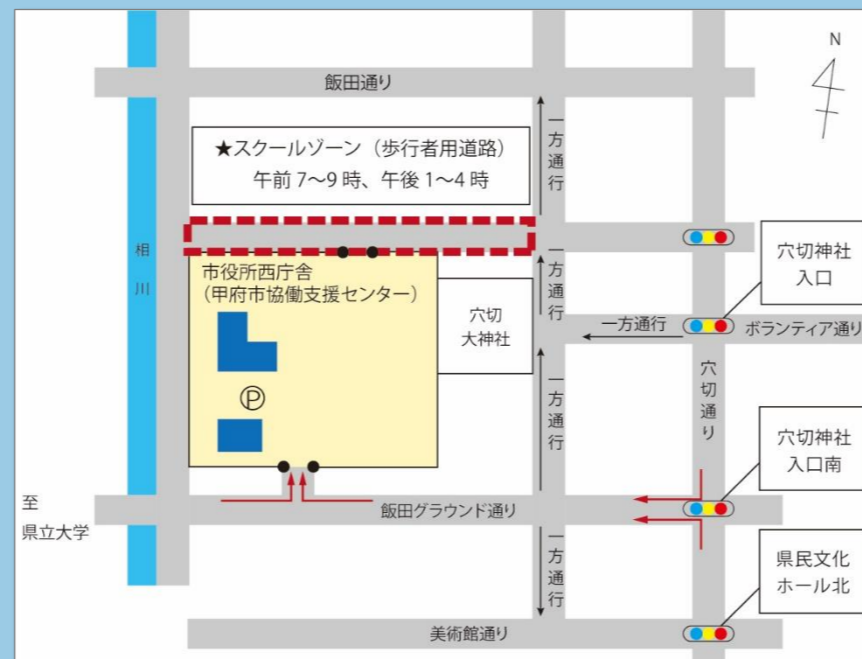 N
飯田通り
★スクールゾーン（歩行者用道路）
午前 7～9 時、午後 1～4 時
一方通行
相川
市役所西庁舎
（甲府市協働支援センター）
穴切
大神社
一方通行
穴切神社
入口
一方通行
ボランティア通り
Ⓟ
一方通行
穴切通り
穴切神社
入口南
至
県立大学
飯田グラウンド通り
一方通行
県民文化
ホール北
美術館通り